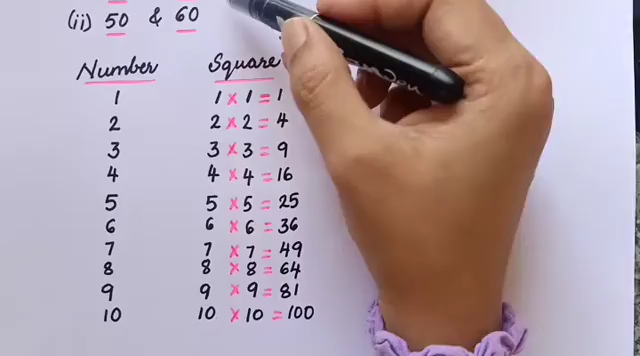 (ii) 50 & 60
Number Square
1 1 × 1 = 1
2 2 × 2 = 4
3 3 × 3 = 9
4 4 × 4 = 16
5 5 × 5 = 25
6 6 × 6 = 36
7 7 × 7 = 49
8 8 × 8 = 64
9 9 × 9 = 81
10 10 × 10 = 100